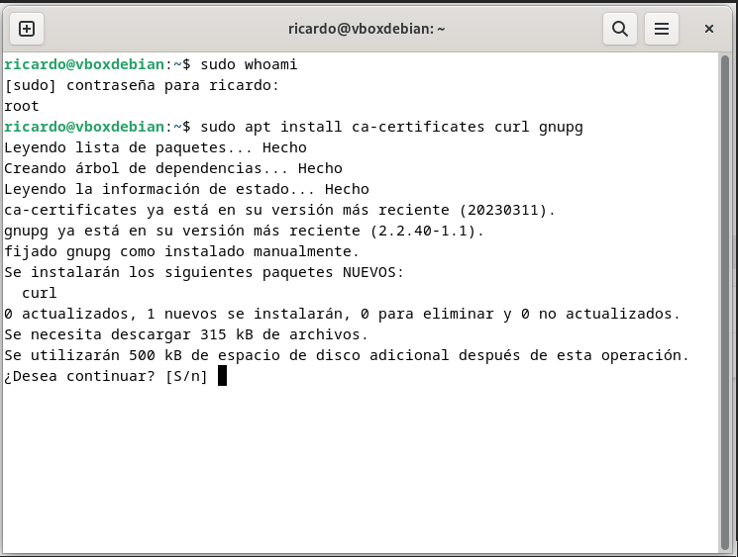 ricardo@vboxdebian: ~
ricardo@vboxdebian:~$ sudo whoami
[sudo] contraseña para ricardo:
root
ricardo@vboxdebian:~$ sudo apt install ca-certificates curl gnupg
Leyendo lista de paquetes... Hecho
Creando árbol de dependencias... Hecho
Leyendo la información de estado... Hecho
ca-certificates ya está en su versión más reciente (20230311).
gnupg ya está en su versión más reciente (2.2.40-1.1).
fijado gnupg como instalado manualmente.
Se instalarán los siguientes paquetes NUEVOS:
  curl
0 actualizados, 1 nuevos se instalarán, 0 para eliminar y 0 no actualizados.
Se necesita descargar 315 kB de archivos.
Se utilizarán 500 kB de espacio de disco adicional después de esta operación.
¿Desea continuar? [S/n]